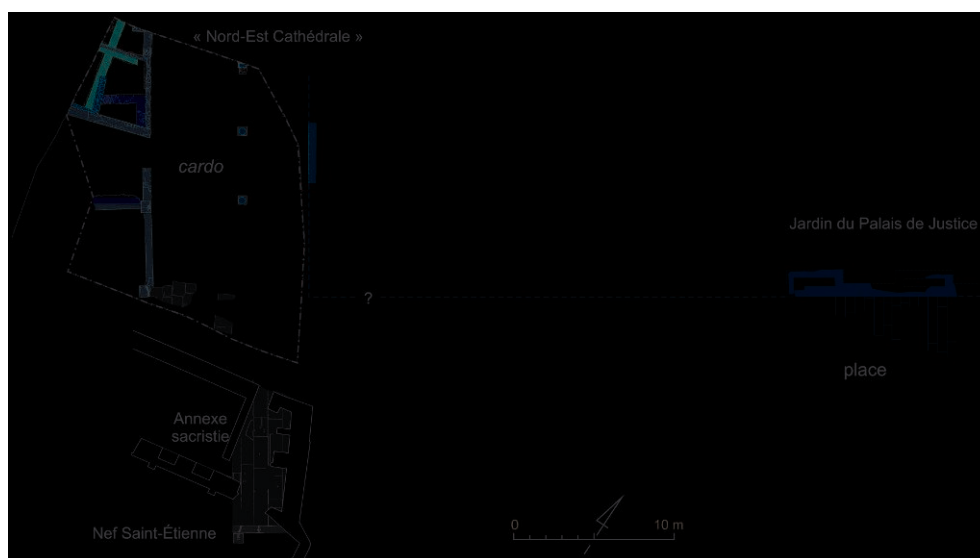 « Nord-Est Cathédrale »
cardo
Jardin du Palais de Justice
?
place
Annexe
sacristie
Nef Saint-Étienne
0 10 m